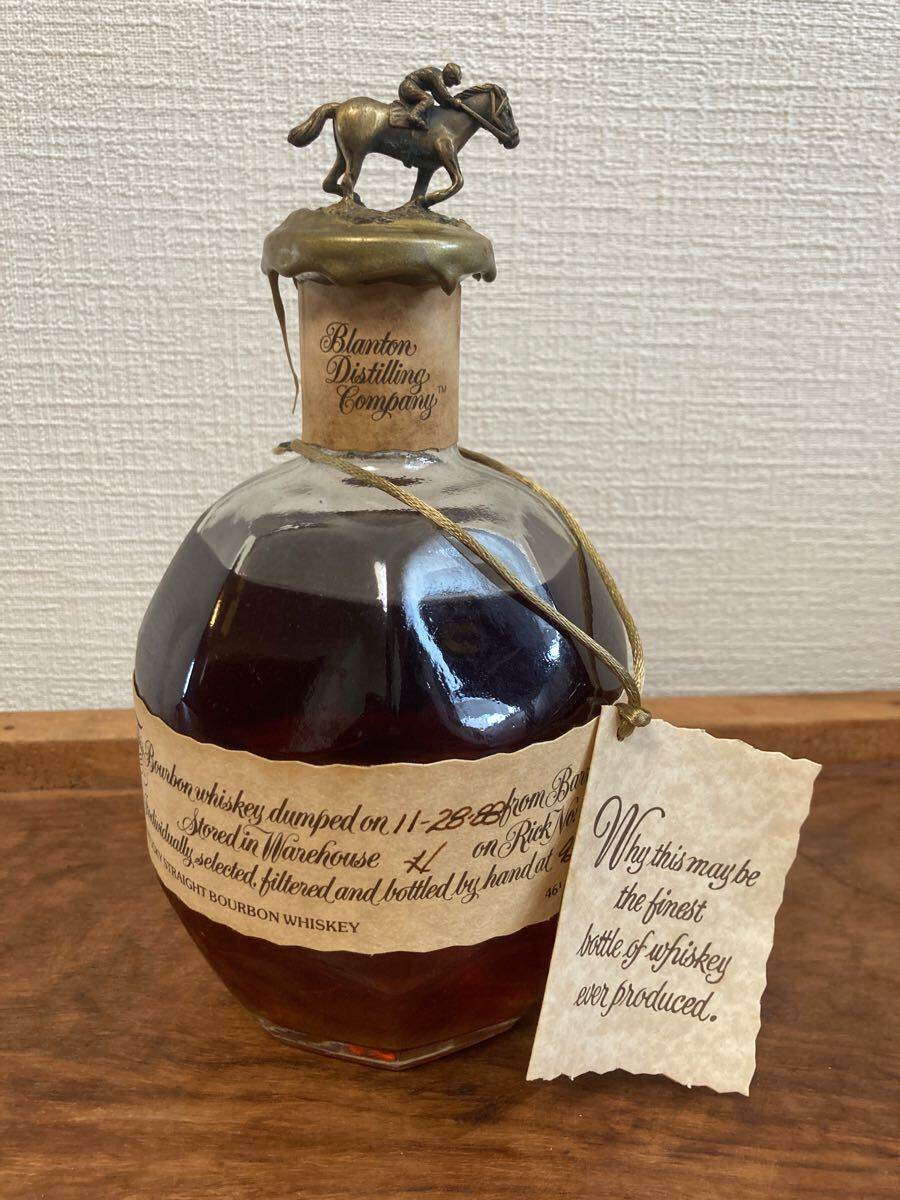 Blanton
Distilling
Company™
Bourbon whiskey dumped on 11-28-88 from
Stored in Warehouse H on Rick No.
Individually selected, filtered and bottled by hand at
STRAIGHT BOURBON WHISKEY
461
Why this may be
the finest
bottle of whiskey
ever produced.